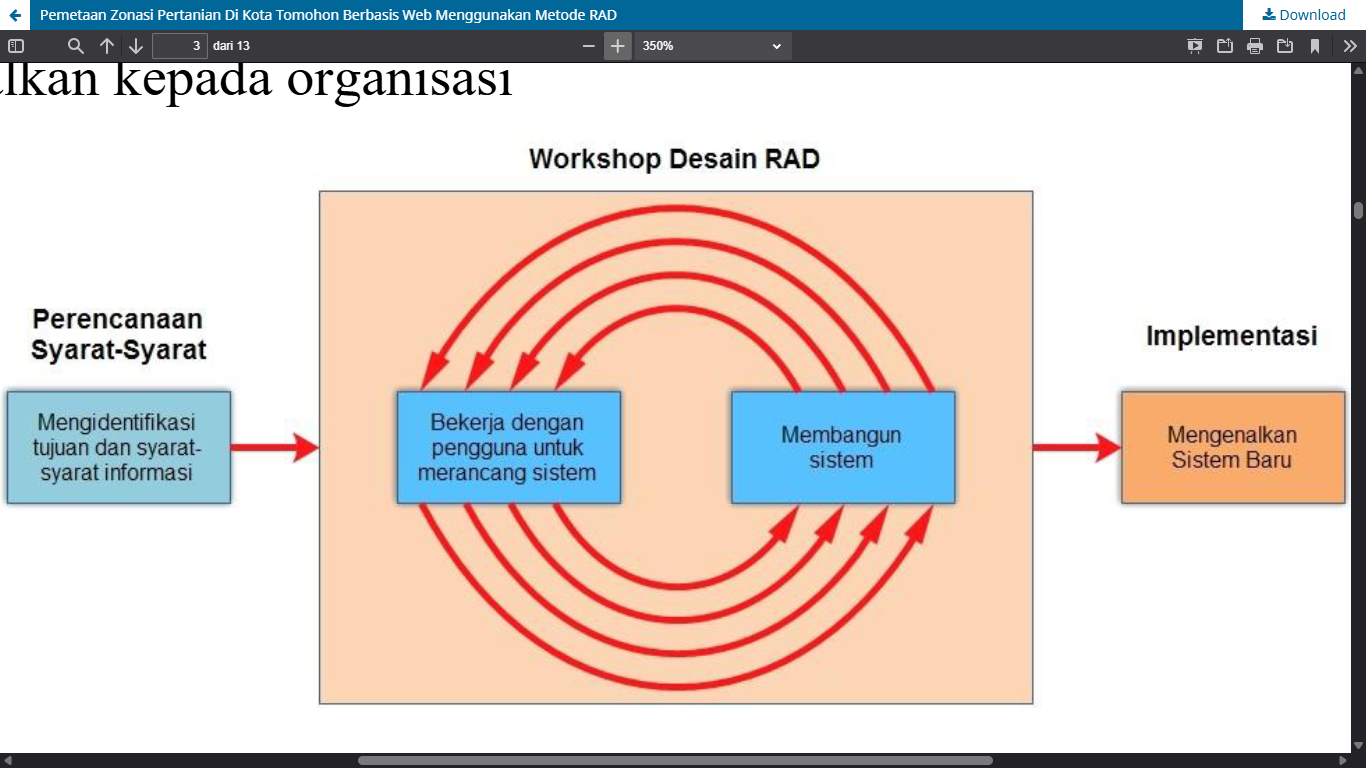 Pemetaan Zonasi Pertanian Di Kota Tomohon Berbasis Web Menggunakan Metode RAD
Download
3 dari 13
350%
kan kepada organisasi
Workshop Desain RAD
Perencanaan
Syarat-Syarat
Mengidentifikasi
tujuan dan syarat-
syarat informasi
Bekerja dengan
pengguna untuk
merancang sistem
Membangun
sistem
Implementasi
Mengenalkan
Sistem Baru